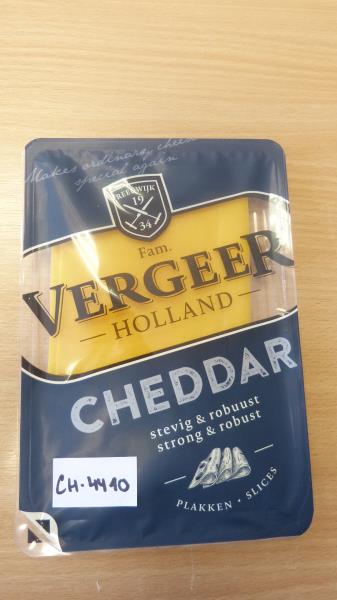 Makes ordinary cheese
special again
REEUWIJK
19
34
Fam.
VERGEER
HOLLAND
CHEDDAR
stevig & robuust
strong & robust
PLAKKEN • SLICES
CH-4410